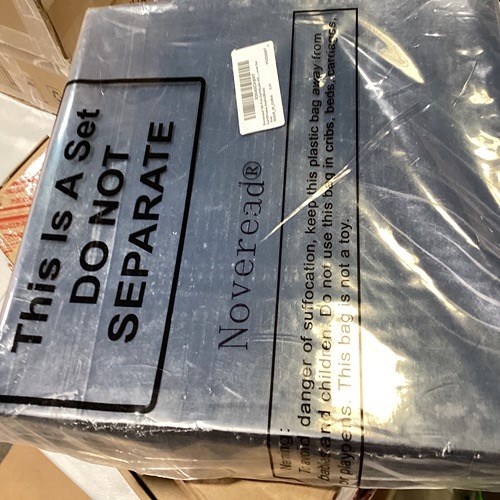 This Is A Set
DO NOT
SEPARATE
Noveread®
Warning:
To avoid danger of suffocation, keep this plastic bag away from
babies and children. Do not use this bag in cribs, beds, carriages,
or playpens. This bag is not a toy.